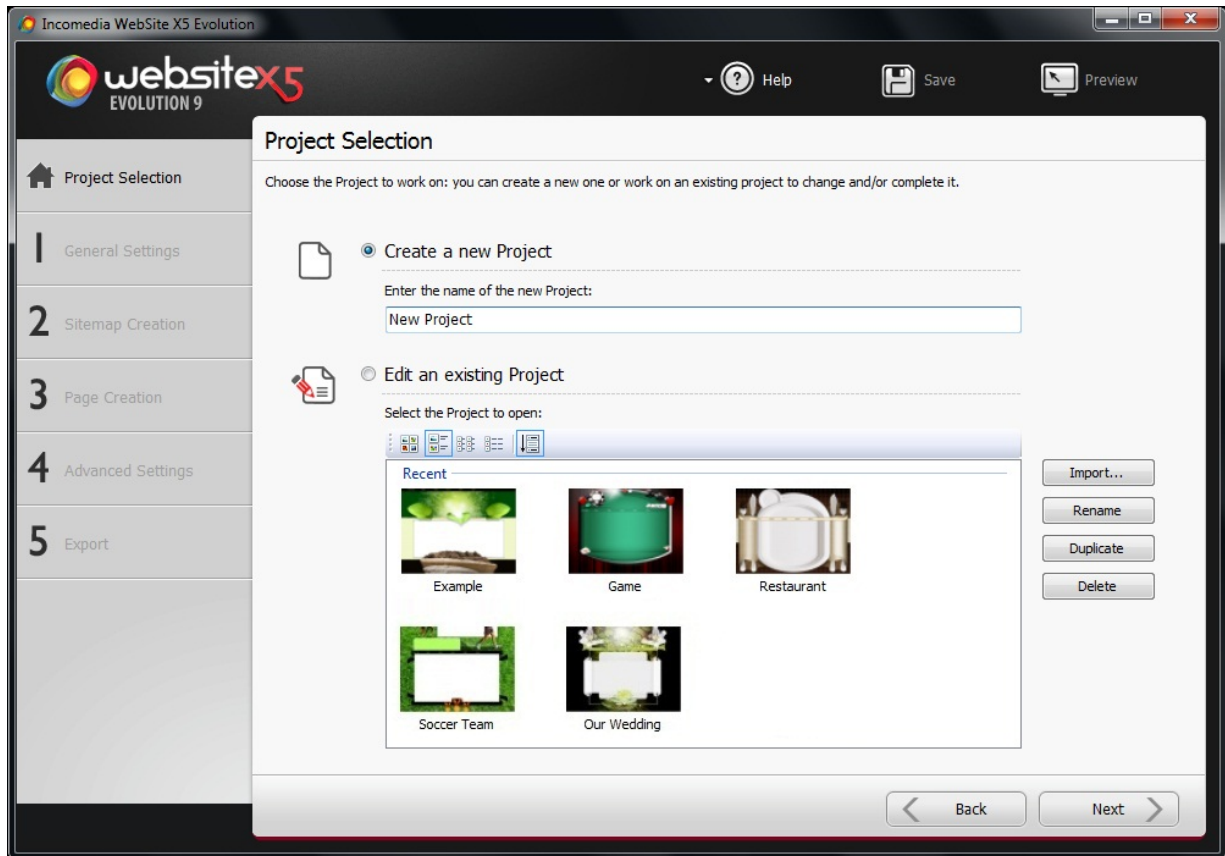 Incomedia WebSite X5 Evolution
websitex5
EVOLUTION 9
Help
Save
Preview
Project Selection
1 General Settings
2 Sitemap Creation
3 Page Creation
4 Advanced Settings
5 Export
Project Selection
Choose the Project to work on: you can create a new one or work on an existing project to change and/or complete it.
Create a new Project
Enter the name of the new Project:
New Project
Edit an existing Project
Select the Project to open:
Recent
Example
Game
Restaurant
Soccer Team
Our Wedding
Import...
Rename
Duplicate
Delete
Back
Next